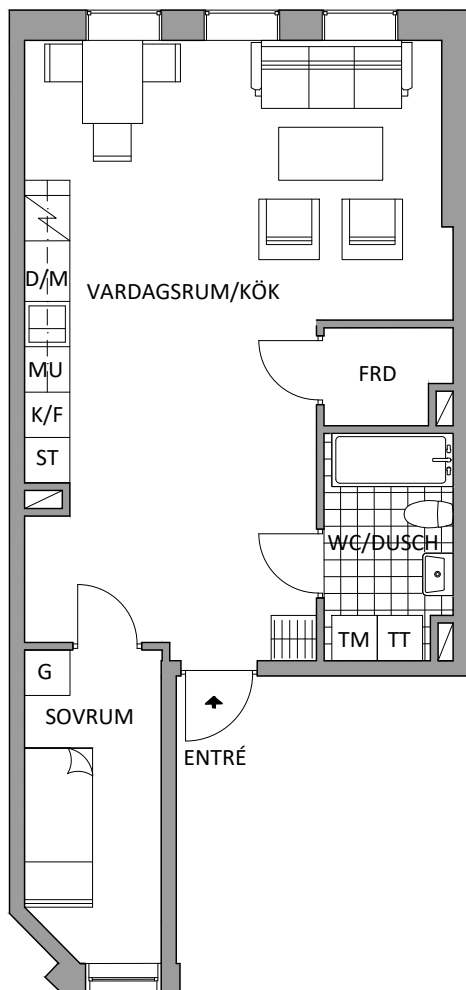 D/M
VARDAGSRUM/KÖK
MU
FRD
K/F
ST
WC/DUSCH
TM
TT
G
SOVRUM
ENTRÉ